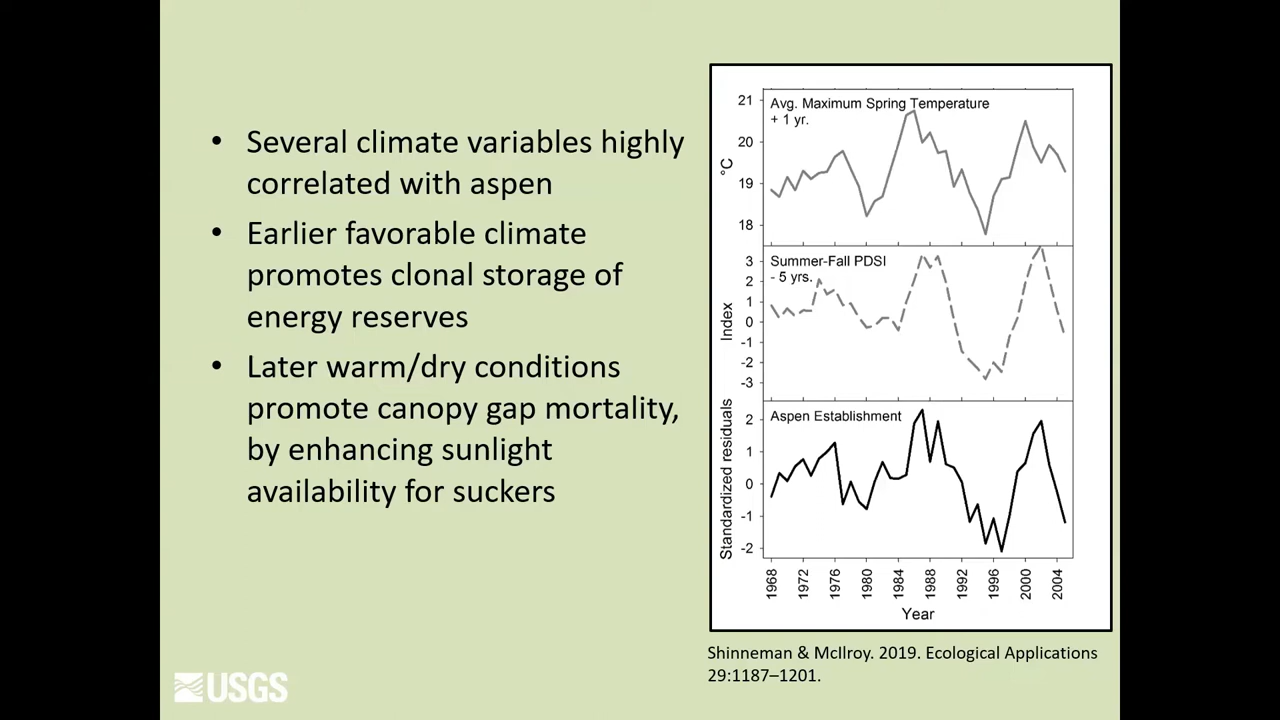 • Several climate variables highly
correlated with aspen
• Earlier favorable climate
promotes clonal storage of
energy reserves
• Later warm/dry conditions
promote canopy gap mortality,
by enhancing sunlight
availability for suckers
Avg. Maximum Spring Temperature
+ 1 yr.
21
20
19
18
°C
Summer-Fall PDSI
- 5 yrs.
3
2
1
0
-1
-2
-3
Index
Aspen Establishment
2
1
0
-1
-2
Standardized residuals
1968
1972
1976
1980
1984
1988
1992
1996
2000
2004
Year
Shinneman & McIlroy. 2019. Ecological Applications
29:1187–1201.
USGS